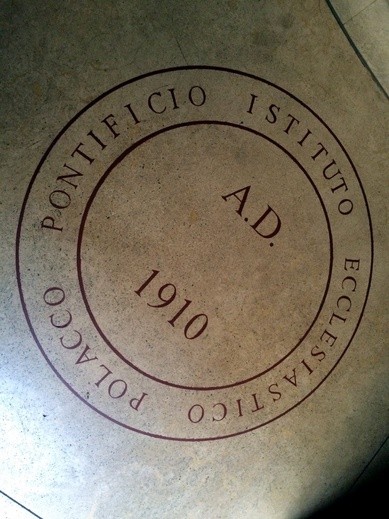 PONTIFICIO ISTITUTO ECCLESIASTICO POLACCO
A.D.
1910